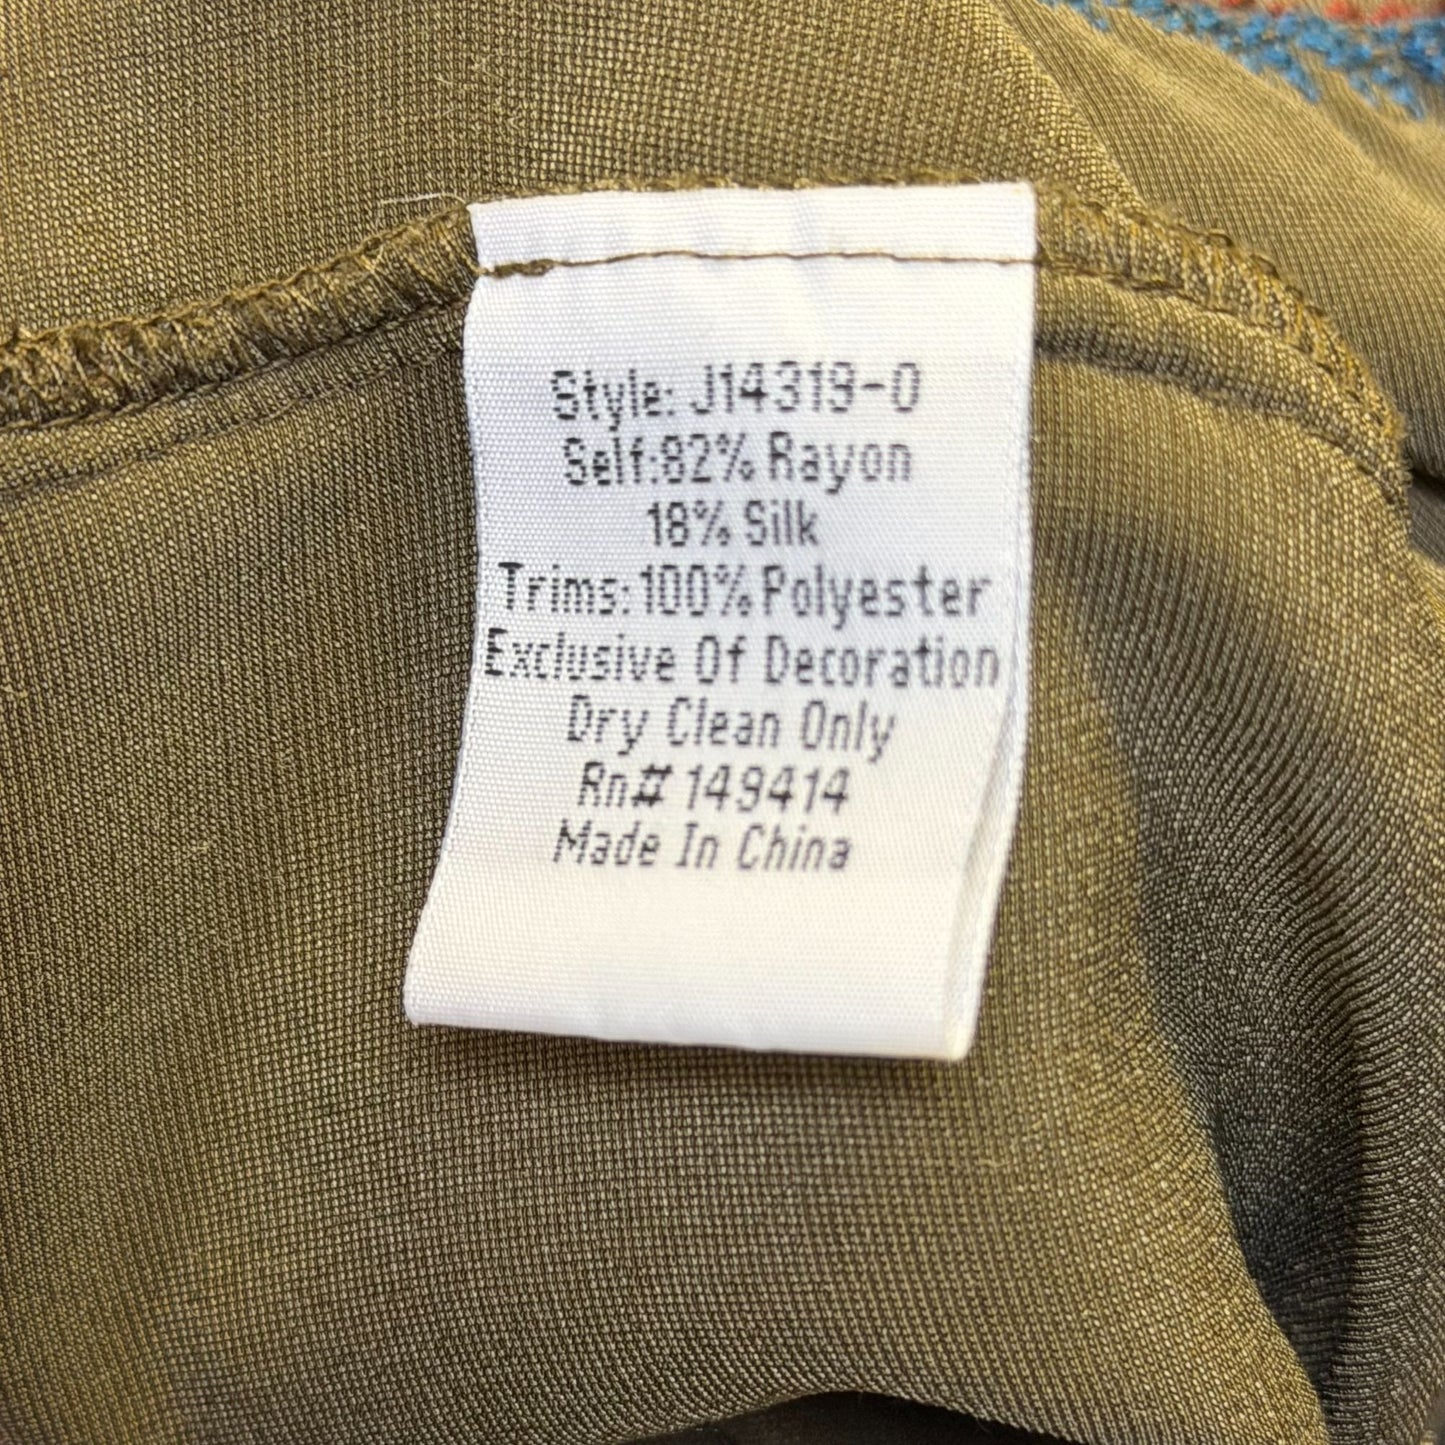 Style: J14319-0
Self:82% Rayon
18% Silk
Trims:100% Polyester
Exclusive Of Decoration
Dry Clean Only
Rn# 149414
Made In China